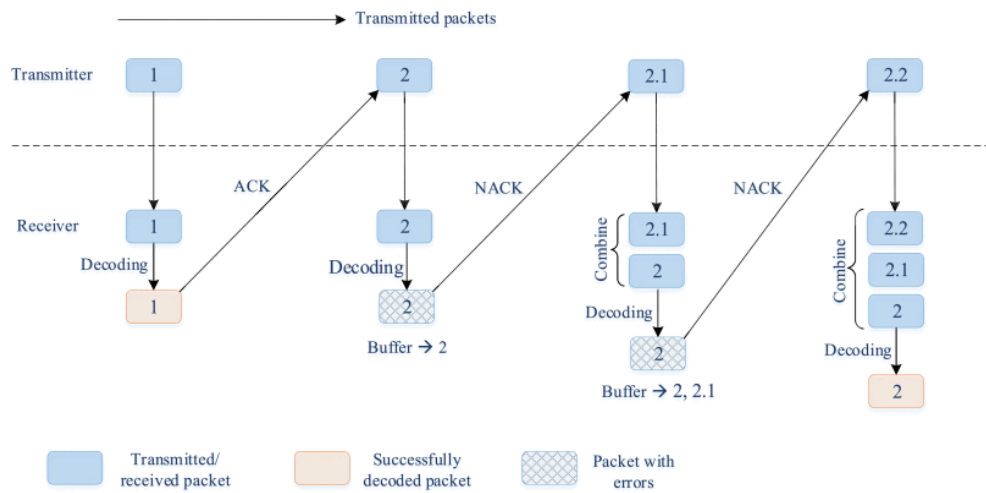 Transmitted packets
Transmitter
1
2
2.1
2.2
ACK
NACK
NACK
Receiver
1
2
2.1
2.2
Combine
2
Combine
2.1
Decoding
Decoding
1
2
Decoding
2
Buffer → 2
2
Decoding
Buffer → 2, 2.1
2
Transmitted/
received packet
Successfully
decoded packet
Packet with
errors